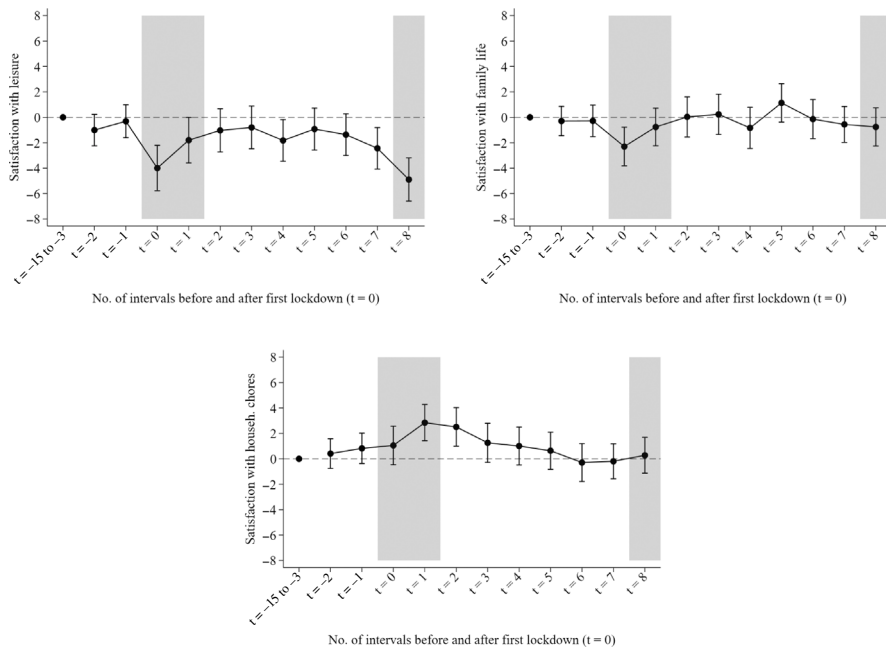 Satisfaction with leisure
8
6
4
2
0
−2
−4
−6
−8
t = −15 to −3
t = −2
t = −1
t = 0
t = 1
t = 2
t = 3
t = 4
t = 5
t = 6
t = 7
t = 8
No. of intervals before and after first lockdown (t = 0)
Satisfaction with family life
8
6
4
2
0
−2
−4
−6
−8
t = −15 to −3
t = −2
t = −1
t = 0
t = 1
t = 2
t = 3
t = 4
t = 5
t = 6
t = 7
t = 8
No. of intervals before and after first lockdown (t = 0)
Satisfaction with househ. chores
8
6
4
2
0
−2
−4
−6
−8
t = −15 to −3
t = −2
t = −1
t = 0
t = 1
t = 2
t = 3
t = 4
t = 5
t = 6
t = 7
t = 8
No. of intervals before and after first lockdown (t = 0)